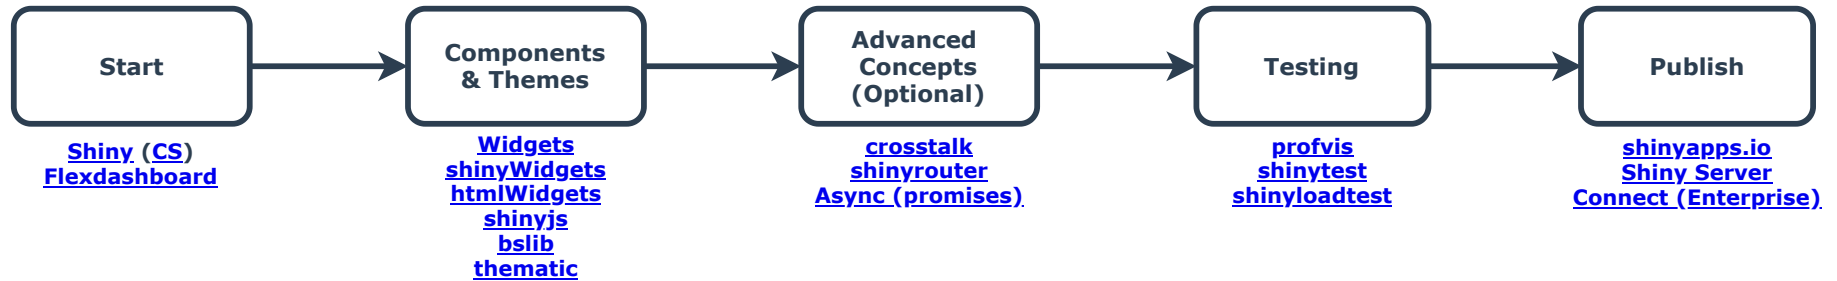 Start
Shiny (CS)
Flexdashboard
Components
& Themes
Widgets
shinyWidgets
htmlWidgets
shinyjs
bslib
thematic
Advanced
Concepts
(Optional)
crosstalk
shinyrouter
Async (promises)
Testing
profvis
shinytest
shinyloadtest
Publish
shinyapps.io
Shiny Server
Connect (Enterprise)